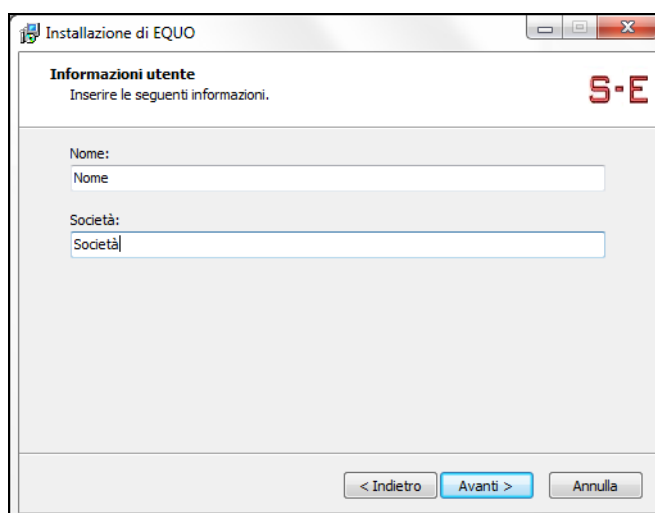 Installazione di EQUO
Informazioni utente
Inserire le seguenti informazioni.
S-E
Nome:
Nome
Società:
Società
< Indietro Avanti > Annulla